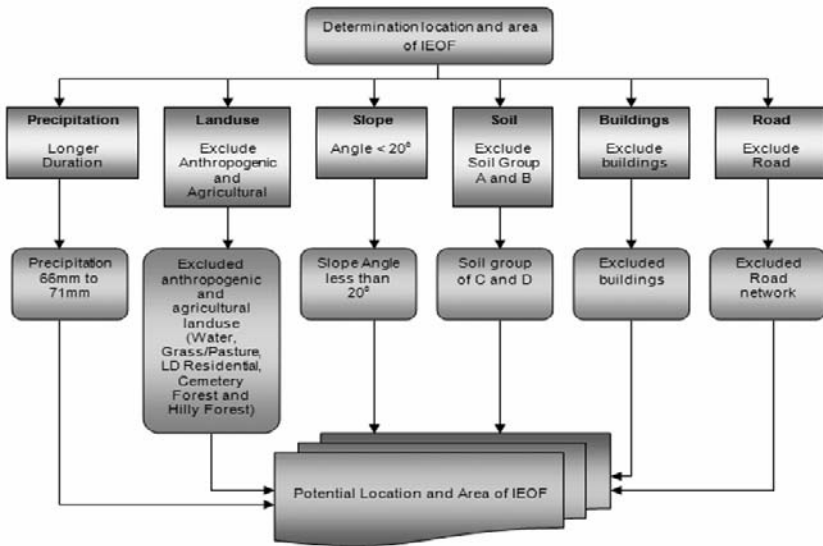 Determination location and area
of IEOF
Precipitation
Longer
Duration
Landuse
Exclude
Anthropogenic
and
Agricultural
Slope
Angle < 20⁰
Soil
Exclude
Soil Group
A and B
Buildings
Exclude
buildings
Road
Exclude
Road
Precipitation
66mm to
71mm
Excluded
anthropogenic
and
agricultural
landuse
(Water,
Grass/Pasture,
LD Residential,
Cemetery
Forest and
Hilly Forest)
Slope Angle
less than
20⁰
Soil group
of C and D
Excluded
buildings
Excluded
Road
network
Potential Location and Area of IEOF